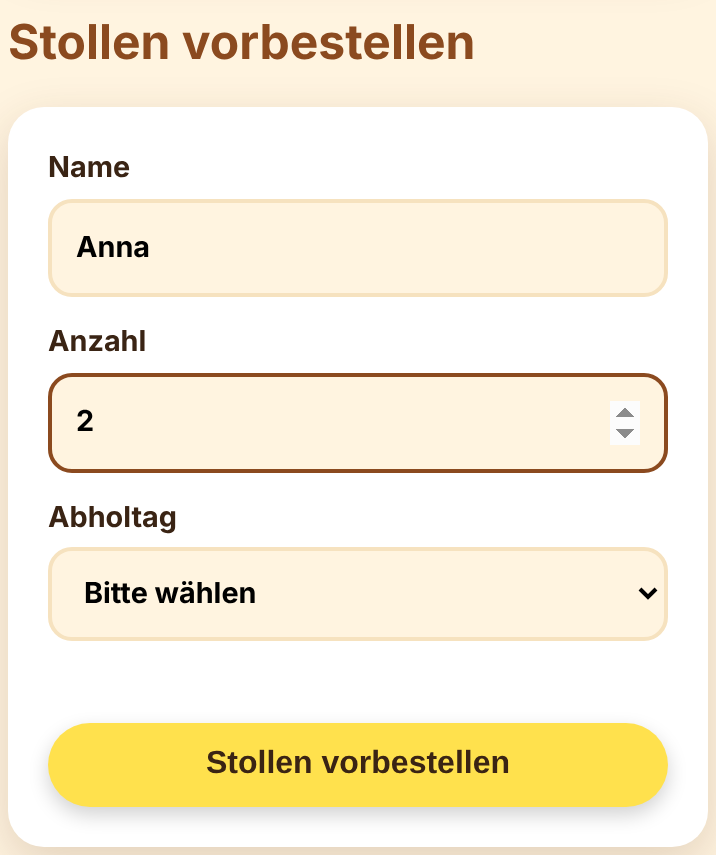 Stollen vorbestellen
Name
Anna
Anzahl
2
Abholtag
Bitte wählen
Stollen vorbestellen